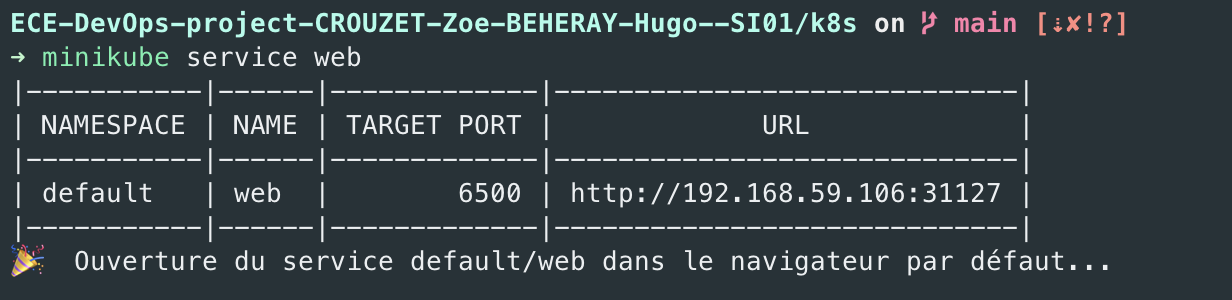 ECE-DevOps-project-CROUZET-Zoe-BEHERAY-Hugo--SI01/k8s on main [⇣✘!?]
➜ minikube service web
|-----------|------|-------------|-----------------------------|
| NAMESPACE | NAME | TARGET PORT |             URL             |
|-----------|------|-------------|-----------------------------|
| default   | web  |        6500 | http://192.168.59.106:31127 |
|-----------|------|-------------|-----------------------------|
🎉  Ouverture du service default/web dans le navigateur par défaut...